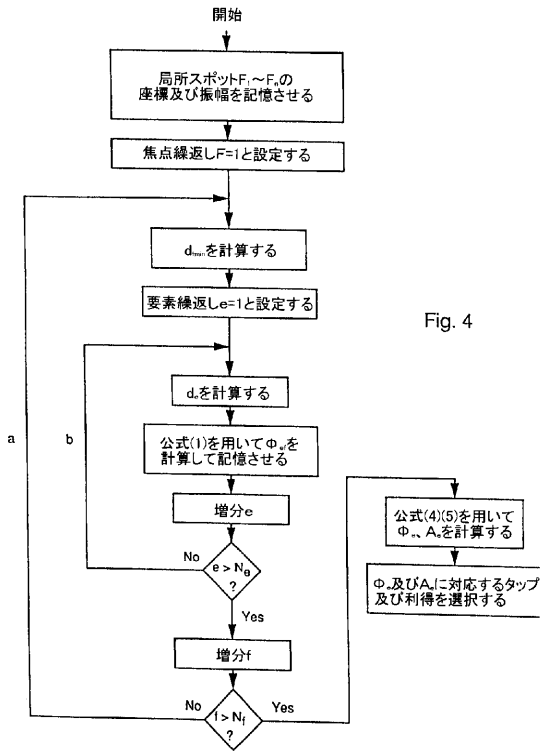 開始
局所スポットF₁～Fₙの
座標及び振幅を記憶させる
焦点繰返しF=1と設定する
dₘᵢₙを計算する
要素繰返しe=1と設定する
Fig. 4
dₑを計算する
a
b
公式(1)を用いてΦₑfを
計算して記憶させる
増分e
No
e > Nₑ
?
Yes
増分f
No
f > Nf
?
Yes
公式(4)(5)を用いて
Φₑ、Aₑを計算する
Φₑ及びAₑに対応するタップ
及び利得を選択する